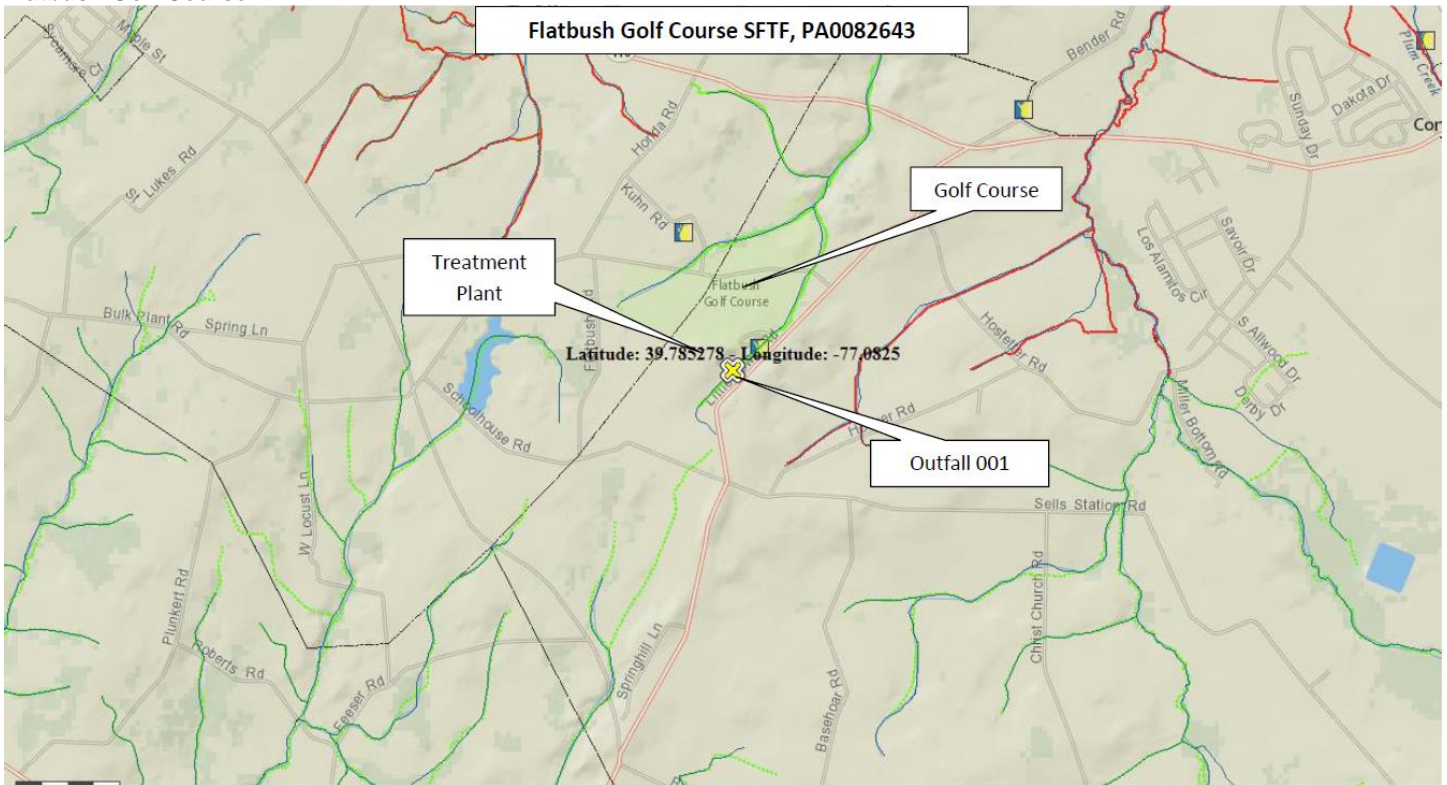 Flatbush Golf Course SFTF, PA0082643
Maple St
Sycamore Ct
Bender Rd
Plum Creek
Dakota Dr
Sunday Dr
Con
Honda Rd
St Lukes Rd
Golf Course
Kuhn Rd
Savoir Dr
Los Alamitos Cir
Treatment
Plant
Flatbush
Golf Course
Bulk Plant Rd
Spring Ln
Flatbush Rd
Hostetter Rd
S Allwood Dr
Latitude: 39.785278 - Longitude: -77.0825
Derby Dr
Schoolhouse Rd
Miller Bottom Rd
Outfall 001
W Locust Ln
Sells Station Rd
Plunkert Rd
Christ Church Rd
Roberts Rd
Feeser Rd
Springhill Ln
Basehoar Rd